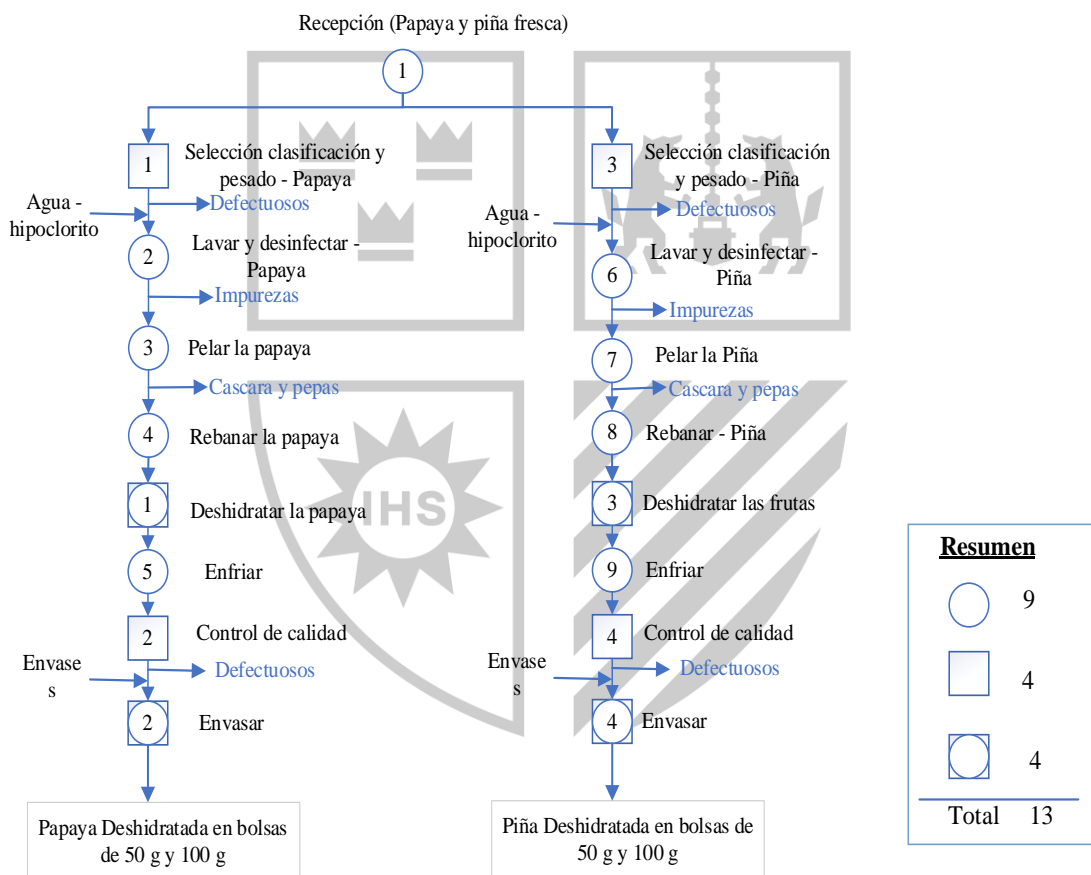 Recepción (Papaya y piña fresca)
1
1
Selección clasificación y
pesado - Papaya
Defectuosos
Agua -
hipoclorito
2
Lavar y desinfectar -
Papaya
Impurezas
3
Pelar la papaya
Cascara y pepas
4
Rebanar la papaya
1
Deshidratar la papaya
5
Enfriar
2
Control de calidad
Defectuosos
Envase
s
2
Envasar
Papaya Deshidratada en bolsas
de 50 g y 100 g
3
Selección clasificación
y pesado - Piña
Defectuosos
Agua -
hipoclorito
6
Lavar y desinfectar -
Piña
Impurezas
7
Pelar la Piña
Cascara y pepas
8
Rebanar - Piña
3
Deshidratar las frutas
9
Enfriar
4
Control de calidad
Defectuosos
Envase
s
4
Envasar
Piña Deshidratada en bolsas de
50 g y 100 g
IHS
Resumen
9
4
4
Total 13